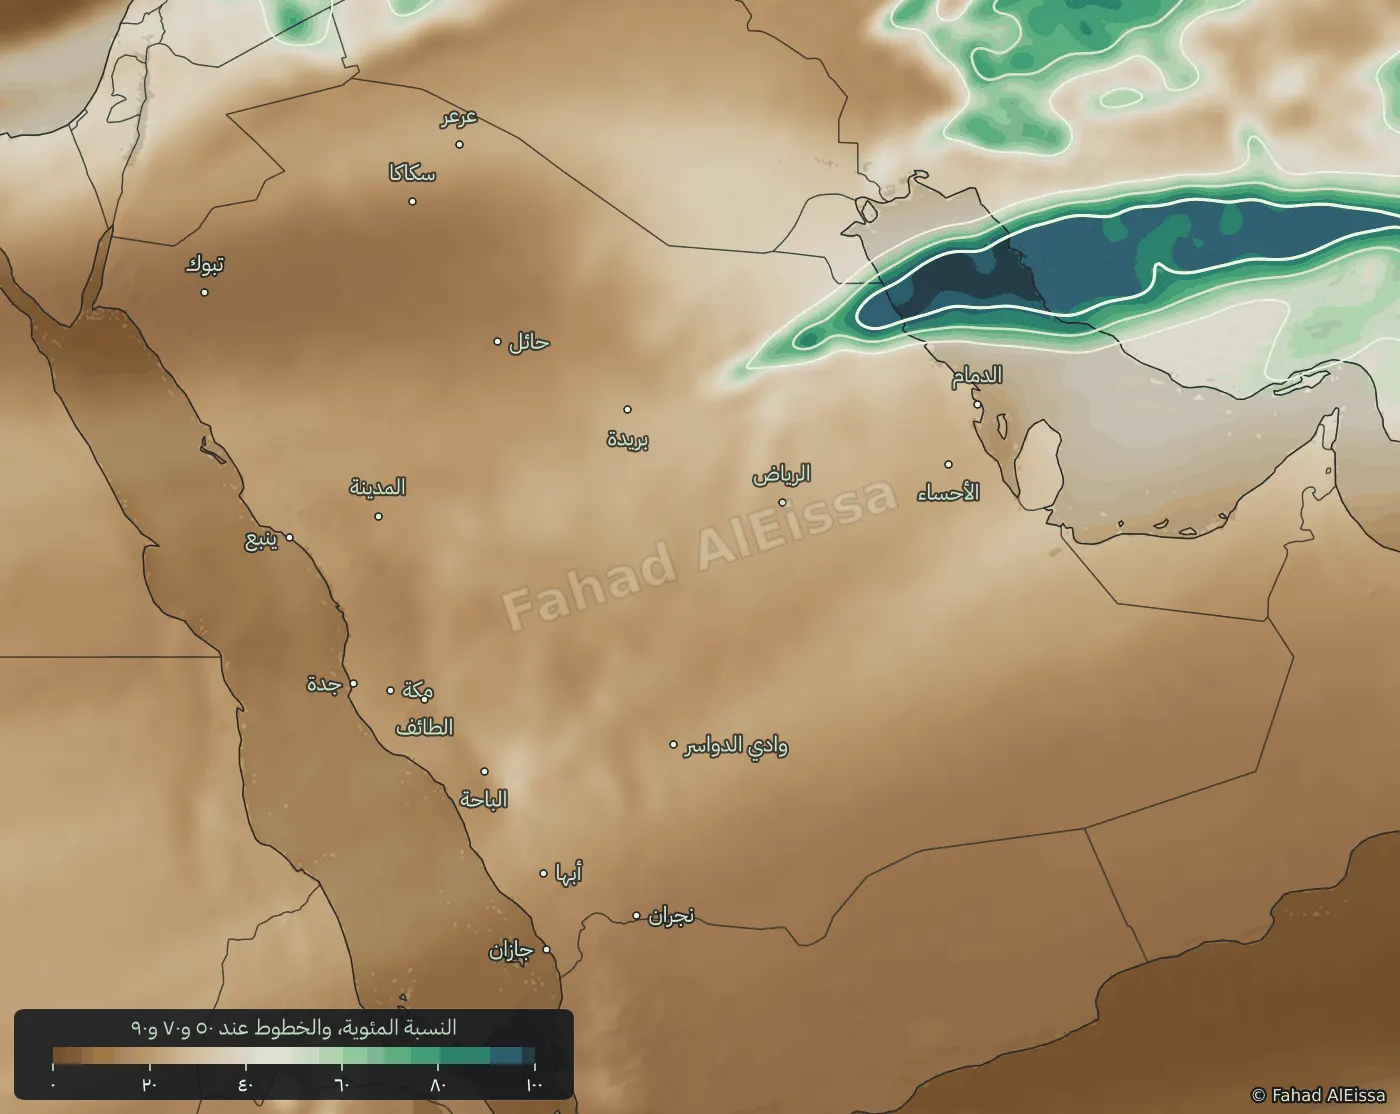 عرعر
سكاكا
تبوك
حائل
الدمام
بريدة
الرياض
الأحساء
المدينة
ينبع
Fahad AlEissa
جدة
مكة
الطائف
وادي الدواسر
الباحة
أبها
نجران
جازان
النسبة المئوية، والخطوط عند ٥٠ و٧٠ و٩٠
٠ ٢٠ ٤٠ ٦٠ ٨٠ ١٠٠
© Fahad AlEissa